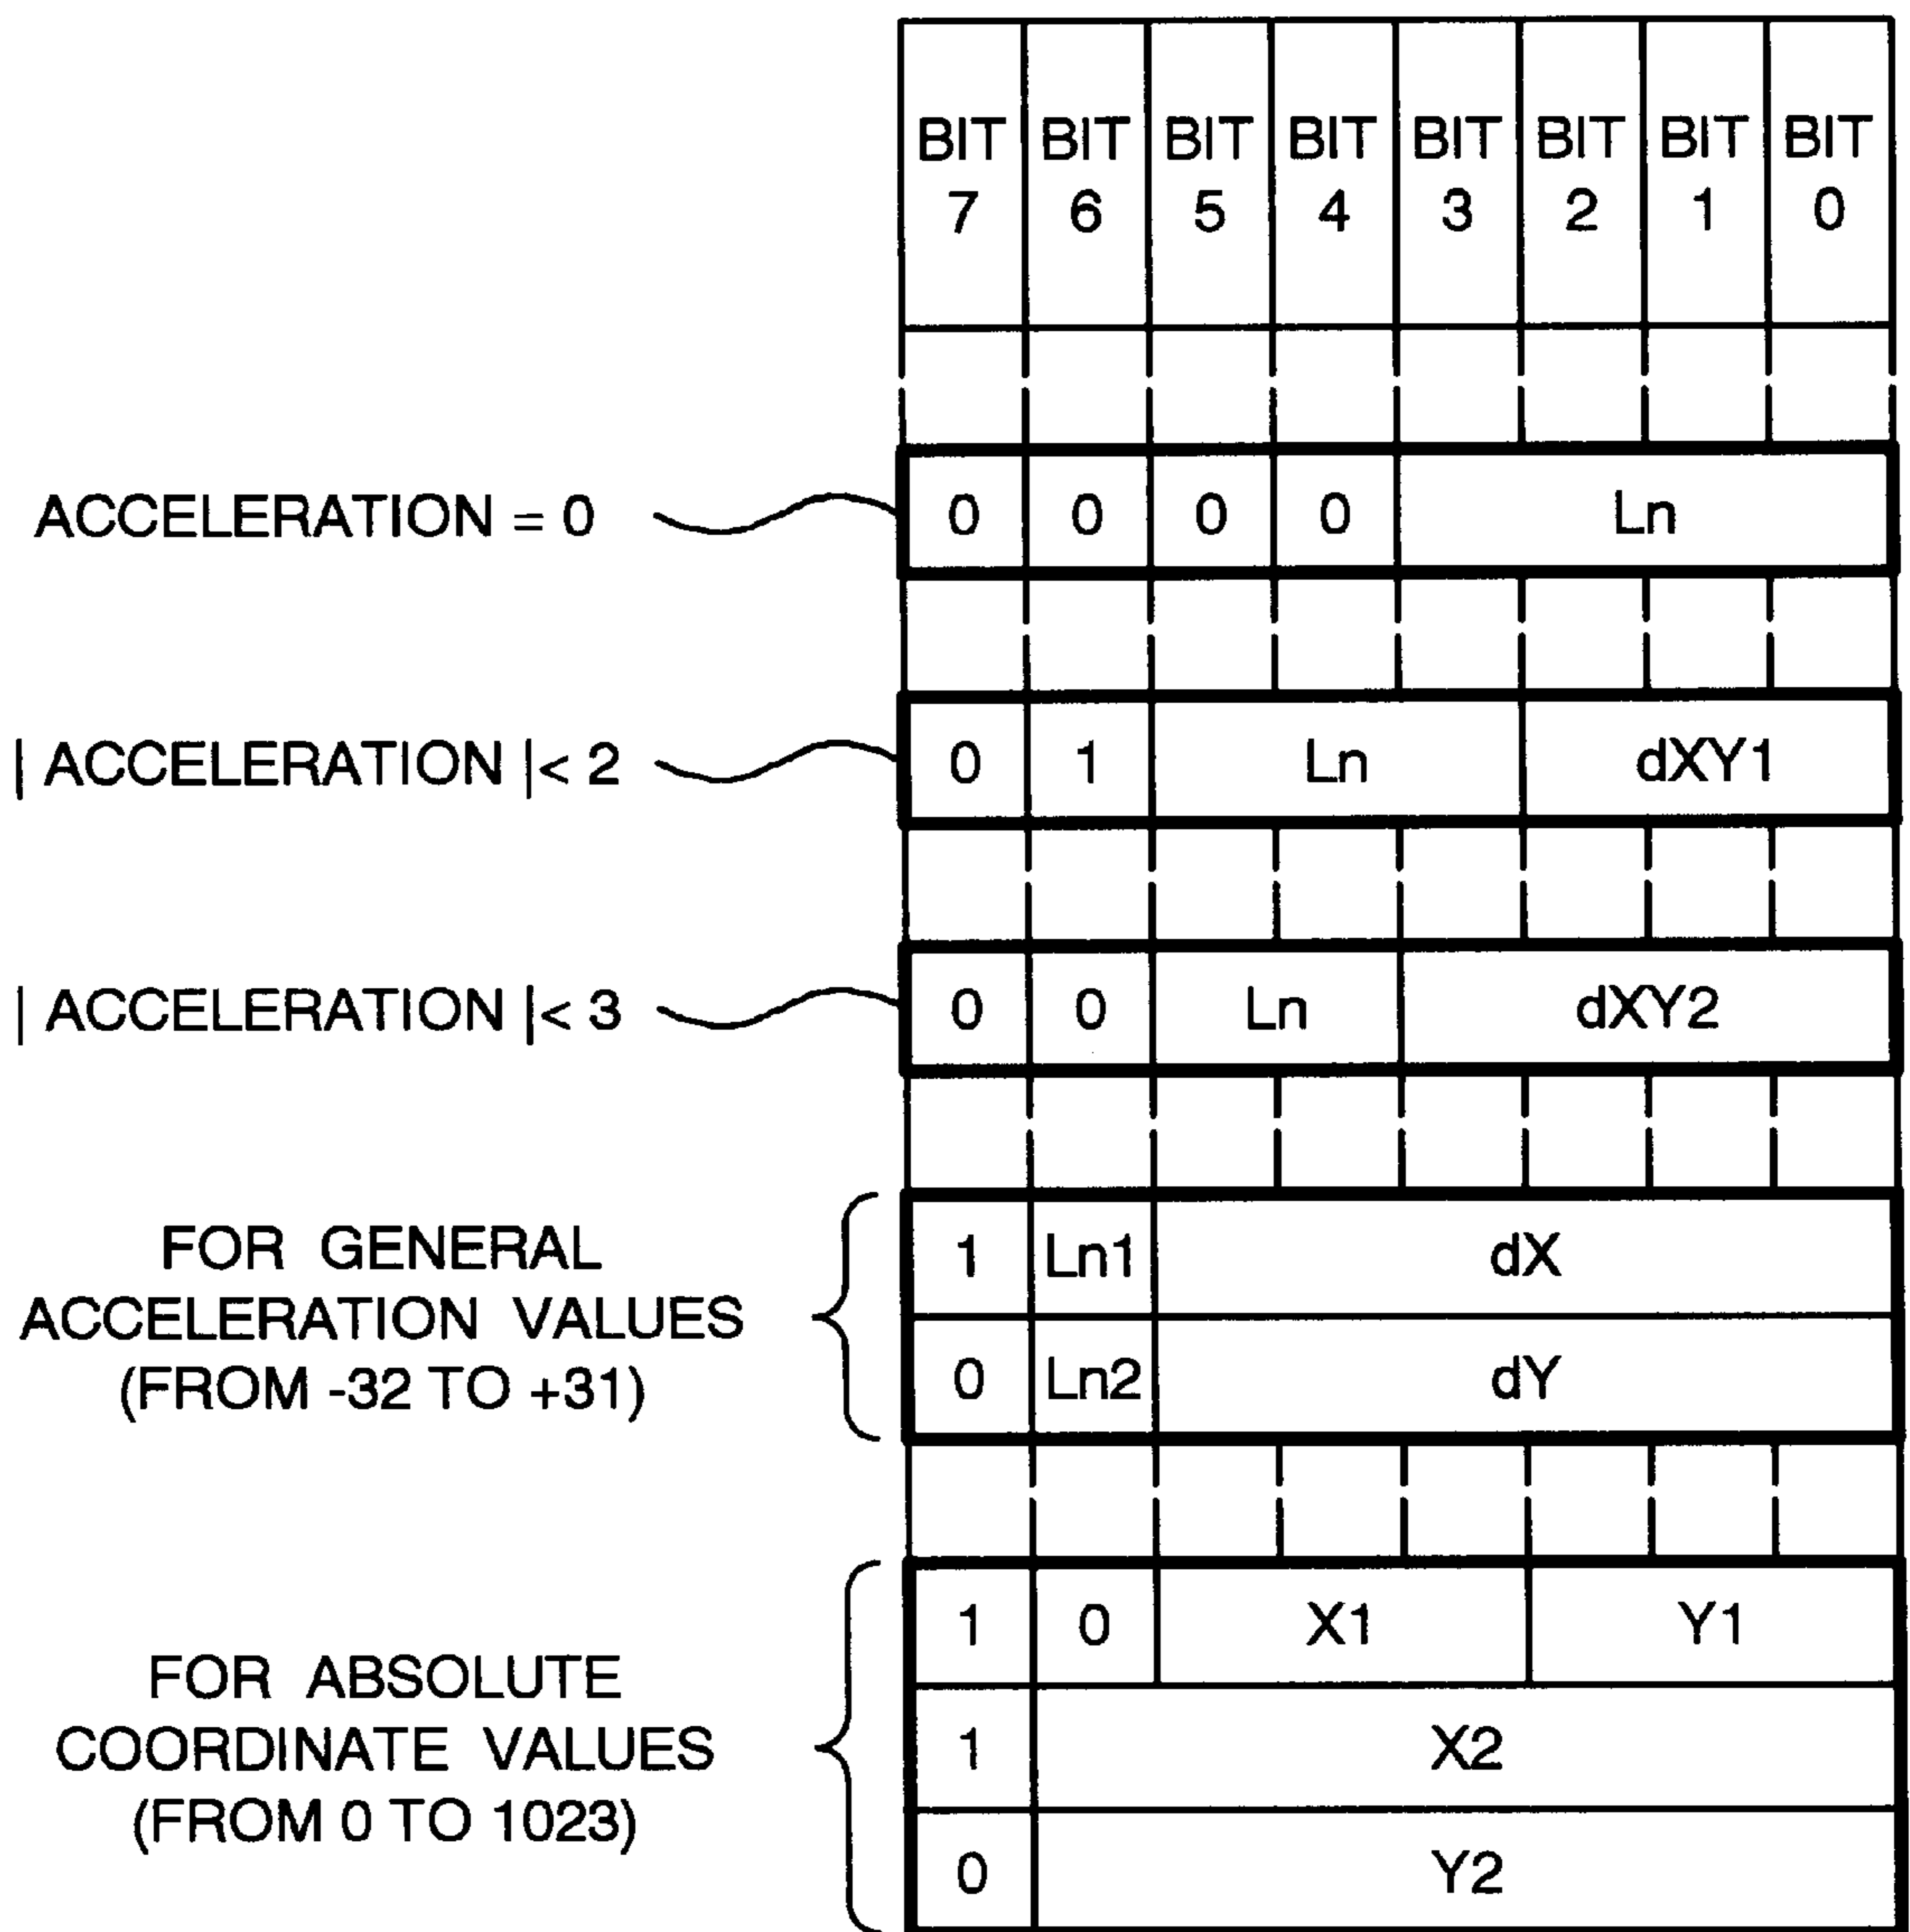 BIT 7 BIT 6 BIT 5 BIT 4 BIT 3 BIT 2 BIT 1 BIT 0
ACCELERATION = 0 0 0 0 0 Ln
| ACCELERATION |< 2 0 1 Ln dXY1
| ACCELERATION |< 3 0 0 Ln dXY2
FOR GENERAL
ACCELERATION VALUES
(FROM -32 TO +31)
1 Ln1 dX
0 Ln2 dY
FOR ABSOLUTE
COORDINATE VALUES
(FROM 0 TO 1023)
1 0 X1 Y1
1 X2
0 Y2